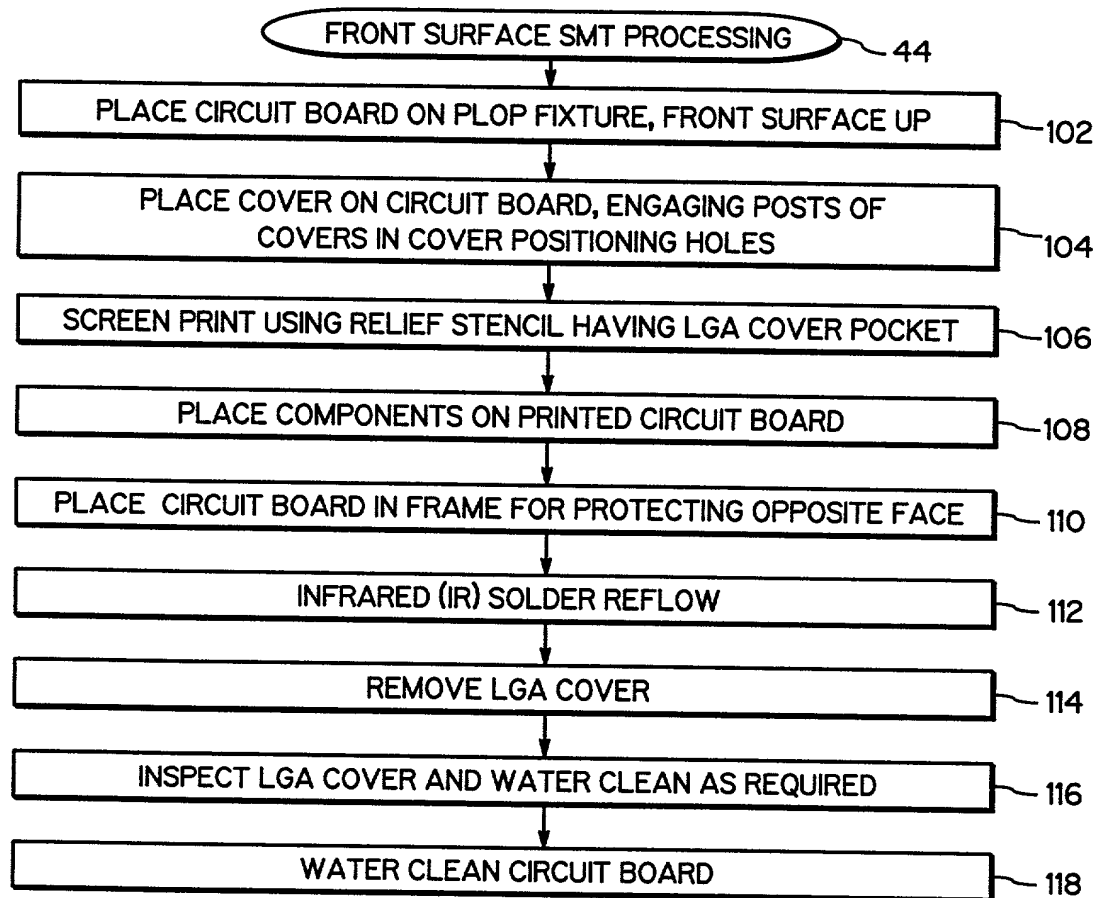 FRONT SURFACE SMT PROCESSING
44
PLACE CIRCUIT BOARD ON PLOP FIXTURE, FRONT SURFACE UP
102
PLACE COVER ON CIRCUIT BOARD, ENGAGING POSTS OF
COVERS IN COVER POSITIONING HOLES
104
SCREEN PRINT USING RELIEF STENCIL HAVING LGA COVER POCKET
106
PLACE COMPONENTS ON PRINTED CIRCUIT BOARD
108
PLACE CIRCUIT BOARD IN FRAME FOR PROTECTING OPPOSITE FACE
110
INFRARED (IR) SOLDER REFLOW
112
REMOVE LGA COVER
114
INSPECT LGA COVER AND WATER CLEAN AS REQUIRED
116
WATER CLEAN CIRCUIT BOARD
118